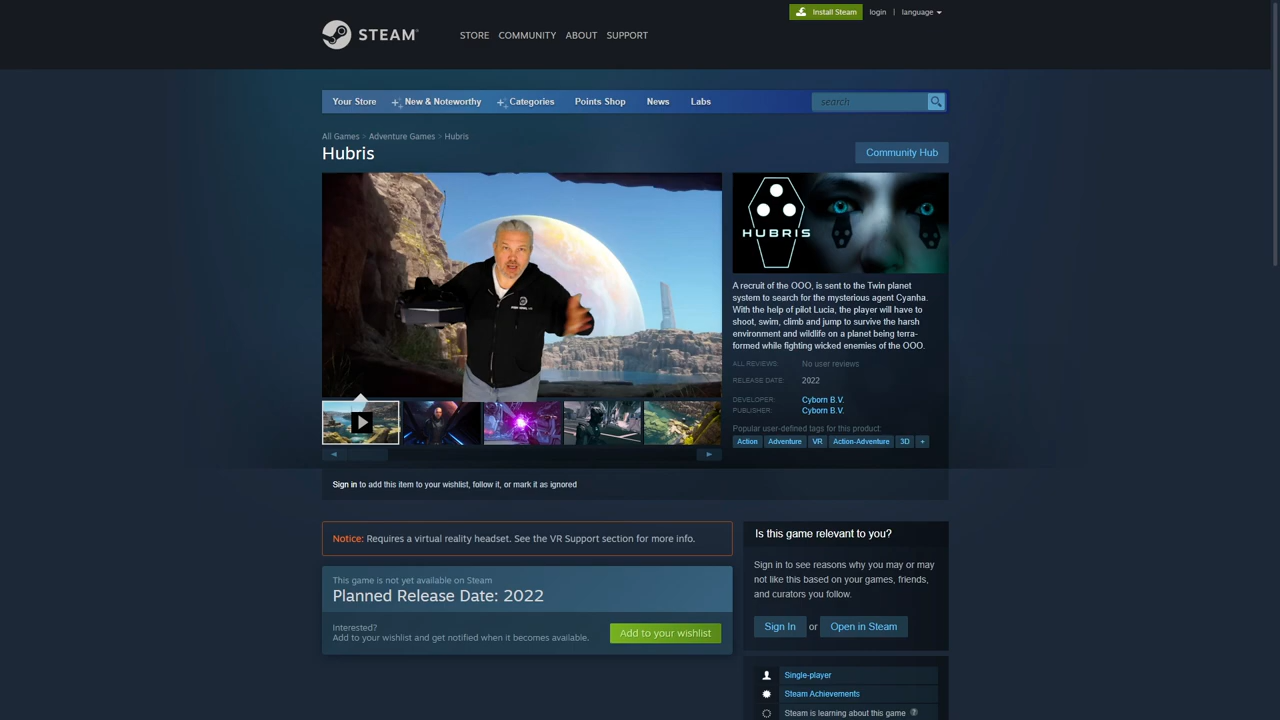 Install Steam
login | language
STEAM®
STORE COMMUNITY ABOUT SUPPORT
Your Store New & Noteworthy Categories Points Shop News Labs
search
All Games > Adventure Games > Hubris
Hubris
Community Hub
HUBRIS
A recruit of the OOO, is sent to the Twin planet
system to search for the mysterious agent Cyanha.
With the help of pilot Lucia, the player will have to
shoot, swim, climb and jump to survive the harsh
environment and wildlife on a planet being terra-
formed while fighting wicked enemies of the OOO.
ALL REVIEWS: No user reviews
RELEASE DATE: 2022
DEVELOPER: Cyborn B.V.
PUBLISHER: Cyborn B.V.
Popular user-defined tags for this product:
Action Adventure VR Action-Adventure 3D +
Sign in to add this item to your wishlist, follow it, or mark it as ignored
Notice: Requires a virtual reality headset. See the VR Support section for more info.
This game is not yet available on Steam
Planned Release Date: 2022
Interested?
Add to your wishlist and get notified when it becomes available.
Add to your wishlist
Is this game relevant to you?
Sign in to see reasons why you may or may
not like this based on your games, friends,
and curators you follow.
Sign In or Open in Steam
Single-player
Steam Achievements
Steam is learning about this game ?